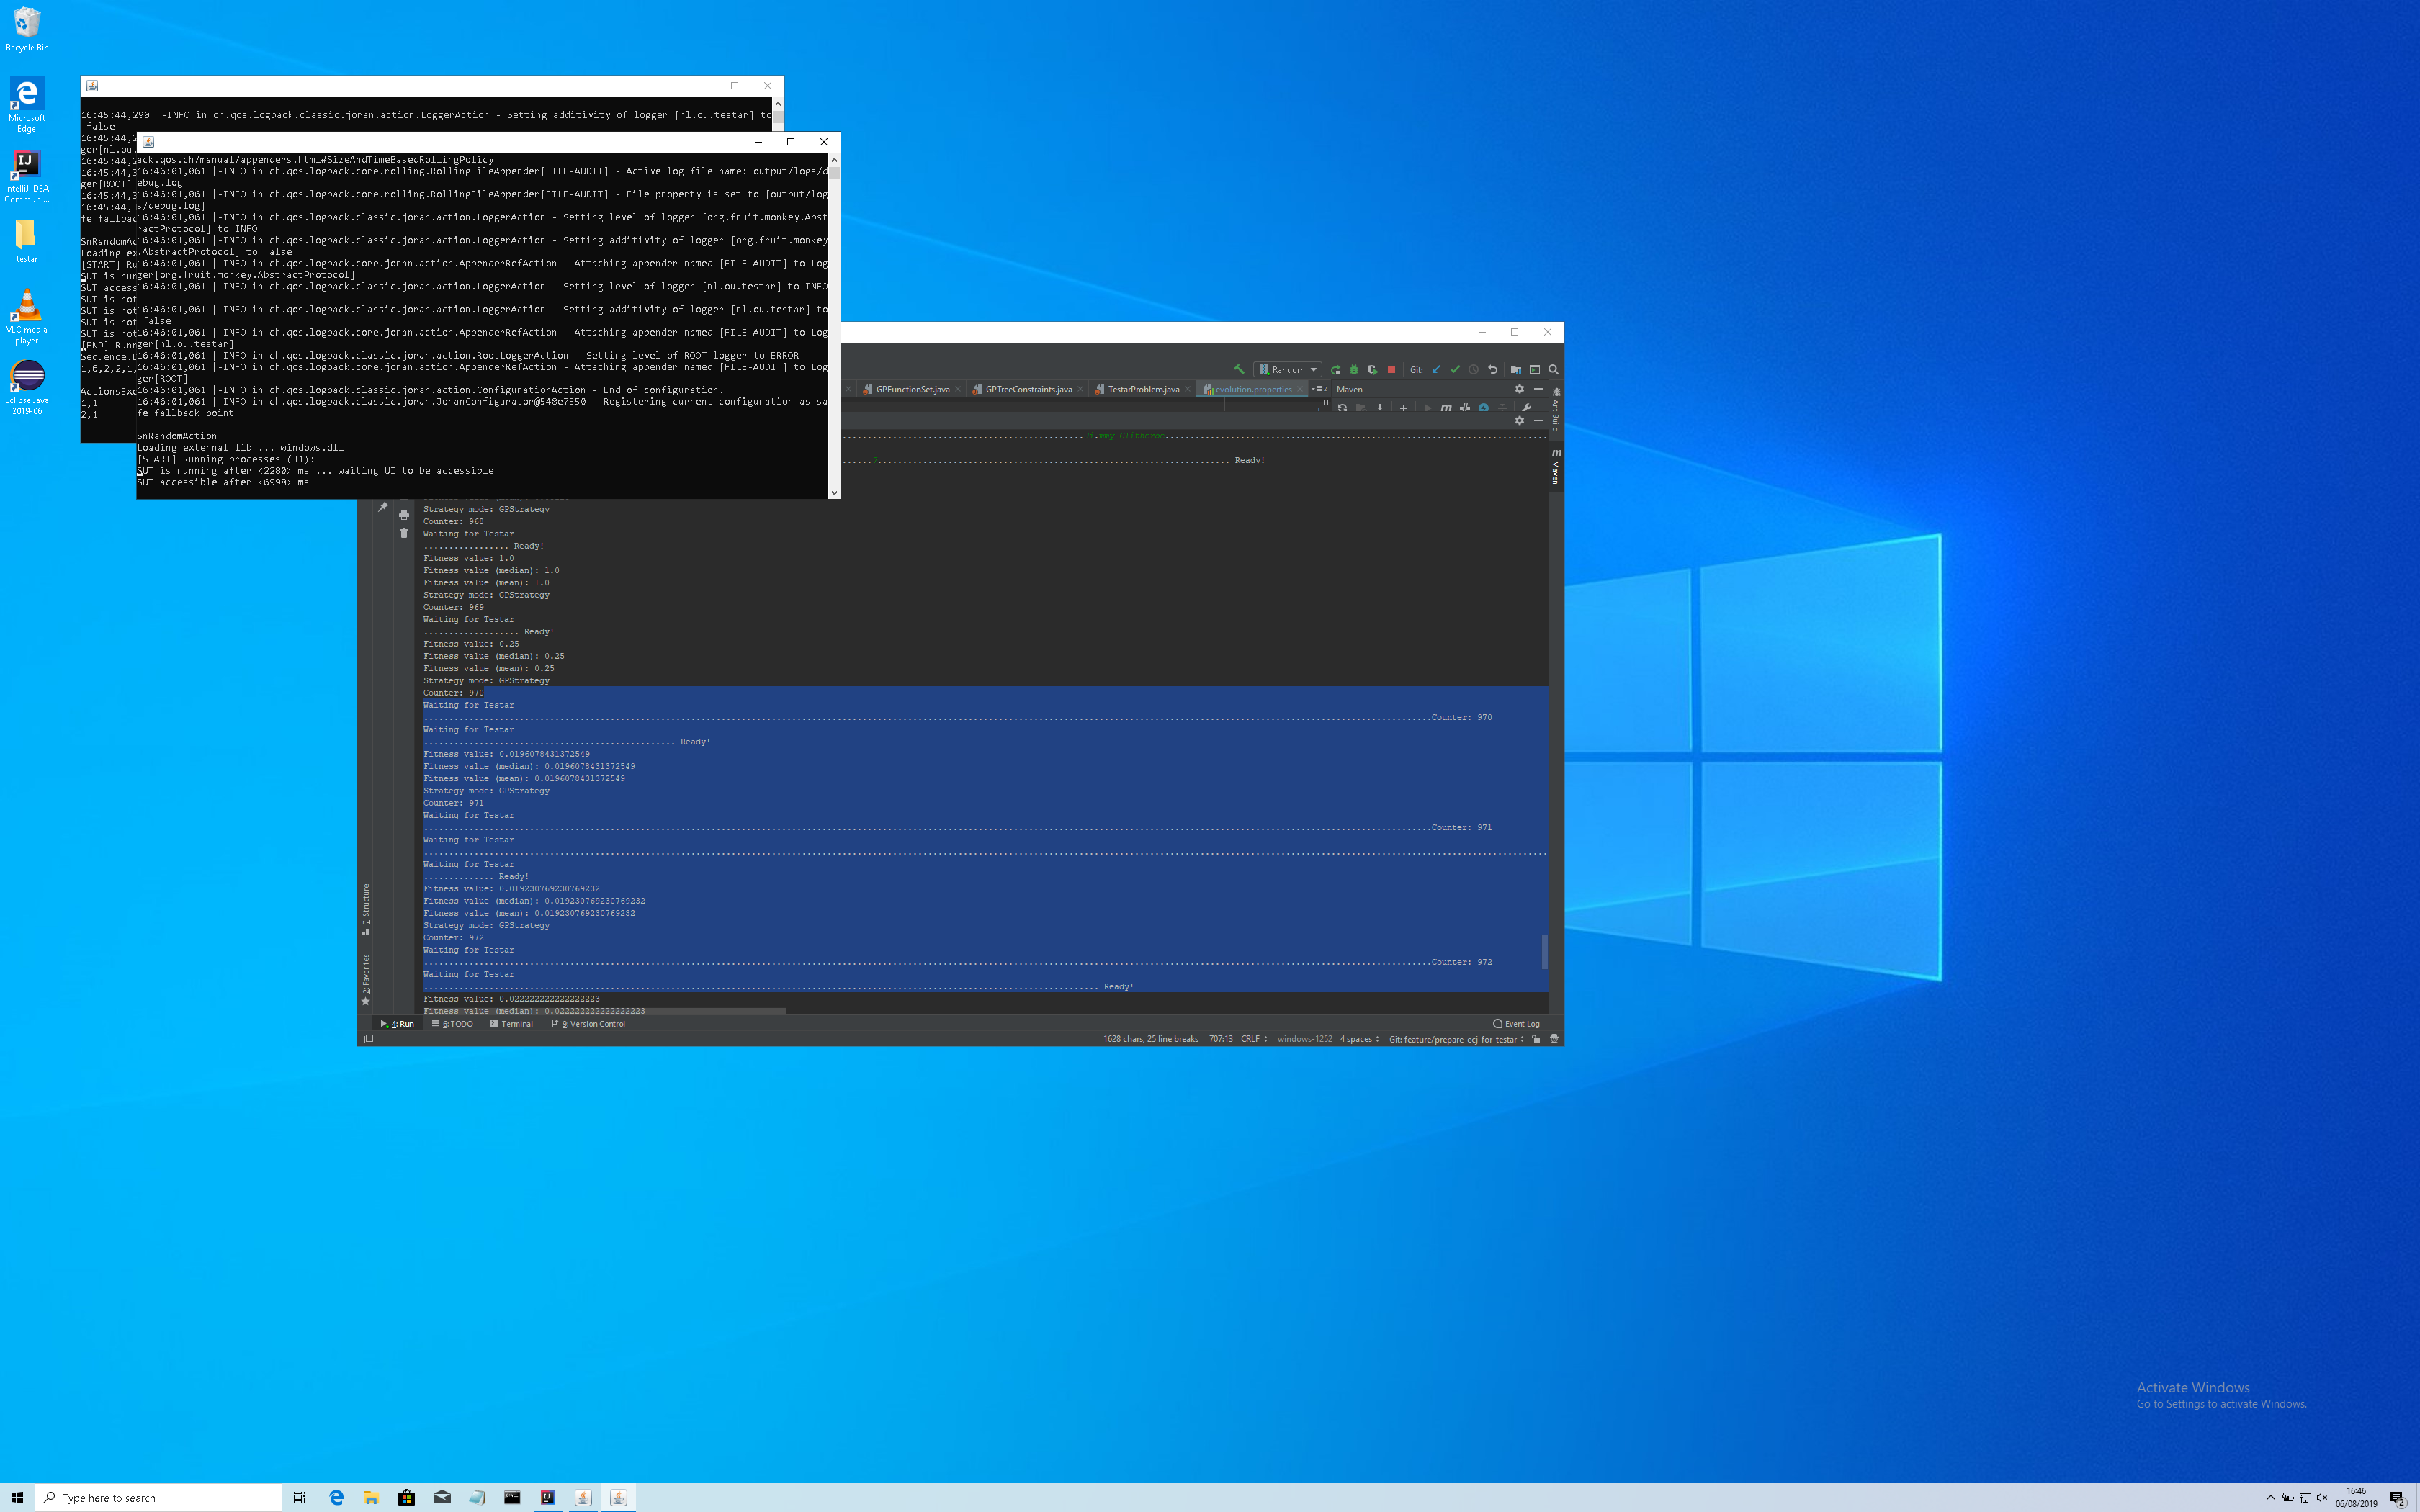 Recycle Bin
Microsoft
Edge
IntelliJ IDEA
Communi...
testar
VLC media
player
Eclipse Java
2019-06
16:45:44,290 |-INFO in ch.qos.logback.classic.joran.action.LoggerAction - Setting additivity of logger [nl.ou.testar] to
false
16:45:44,2
ger[nl.ou.
16:45:44,2
16:45:44,3
ger[ROOT]
16:45:44,3
16:45:44,3
fe fallbac
SnRandomAc
Loading ex
[START] Ru
SUT is run
SUT access
SUT is not
SUT is not
SUT is not
SUT is not
[END] Runn
Sequence,D
1,6,2,2,1,
ActionsExe
1,1
2,1
ack.qos.ch/manual/appenders.html#SizeAndTimeBasedRollingPolicy
16:46:01,061 |-INFO in ch.qos.logback.core.rolling.RollingFileAppender[FILE-AUDIT] - Active log file name: output/logs/d
ebug.log
16:46:01,061 |-INFO in ch.qos.logback.core.rolling.RollingFileAppender[FILE-AUDIT] - File property is set to [output/log
s/debug.log]
16:46:01,061 |-INFO in ch.qos.logback.classic.joran.action.LoggerAction - Setting level of logger [org.fruit.monkey.Abst
ractProtocol] to INFO
16:46:01,061 |-INFO in ch.qos.logback.classic.joran.action.LoggerAction - Setting additivity of logger [org.fruit.monkey
.AbstractProtocol] to false
16:46:01,061 |-INFO in ch.qos.logback.core.joran.action.AppenderRefAction - Attaching appender named [FILE-AUDIT] to Log
ger[org.fruit.monkey.AbstractProtocol]
16:46:01,061 |-INFO in ch.qos.logback.classic.joran.action.LoggerAction - Setting level of logger [nl.ou.testar] to INFO
16:46:01,061 |-INFO in ch.qos.logback.classic.joran.action.LoggerAction - Setting additivity of logger [nl.ou.testar] to
false
16:46:01,061 |-INFO in ch.qos.logback.core.joran.action.AppenderRefAction - Attaching appender named [FILE-AUDIT] to Log
ger[nl.ou.testar]
16:46:01,061 |-INFO in ch.qos.logback.classic.joran.action.RootLoggerAction - Setting level of ROOT logger to ERROR
16:46:01,061 |-INFO in ch.qos.logback.core.joran.action.AppenderRefAction - Attaching appender named [FILE-AUDIT] to Log
ger[ROOT]
16:46:01,061 |-INFO in ch.qos.logback.classic.joran.action.ConfigurationAction - End of configuration.
16:46:01,061 |-INFO in ch.qos.logback.classic.joran.JoranConfigurator@548e7350 - Registering current configuration as sa
fe fallback point
SnRandomAction
Loading external lib ... windows.dll
[START] Running processes (31):
SUT is running after <2280> ms ... waiting UI to be accessible
SUT accessible after <6998> ms
Random Git:
GPFunctionSet.java GPTreeConstraints.java TestarProblem.java evolution.properties Maven
Ant Build
Maven
Ji.mmy Clitheroe
Ready!
Strategy mode: GPStrategy
Counter: 968
Waiting for Testar
................. Ready!
Fitness value: 1.0
Fitness value (median): 1.0
Fitness value (mean): 1.0
Strategy mode: GPStrategy
Counter: 969
Waiting for Testar
................... Ready!
Fitness value: 0.25
Fitness value (median): 0.25
Fitness value (mean): 0.25
Strategy mode: GPStrategy
Counter: 970
Waiting for Testar
Counter: 970
Waiting for Testar
Ready!
Fitness value: 0.0196078431372549
Fitness value (median): 0.0196078431372549
Fitness value (mean): 0.0196078431372549
Strategy mode: GPStrategy
Counter: 971
Waiting for Testar
Counter: 971
Waiting for Testar
Waiting for Testar
.............. Ready!
Fitness value: 0.019230769230769232
Fitness value (median): 0.019230769230769232
Fitness value (mean): 0.019230769230769232
Strategy mode: GPStrategy
Counter: 972
Waiting for Testar
Counter: 972
Waiting for Testar
Ready!
Fitness value: 0.022222222222222223
Fitness value (median): 0.022222222222222223
7: Structure
2: Favorites
4: Run 6: TODO Terminal 9: Version Control Event Log
1628 chars, 25 line breaks 707:13 CRLF windows-1252 4 spaces Git: feature/prepare-ecj-for-testar
Activate Windows
Go to Settings to activate Windows.
Type here to search
16:46
06/08/2019
2